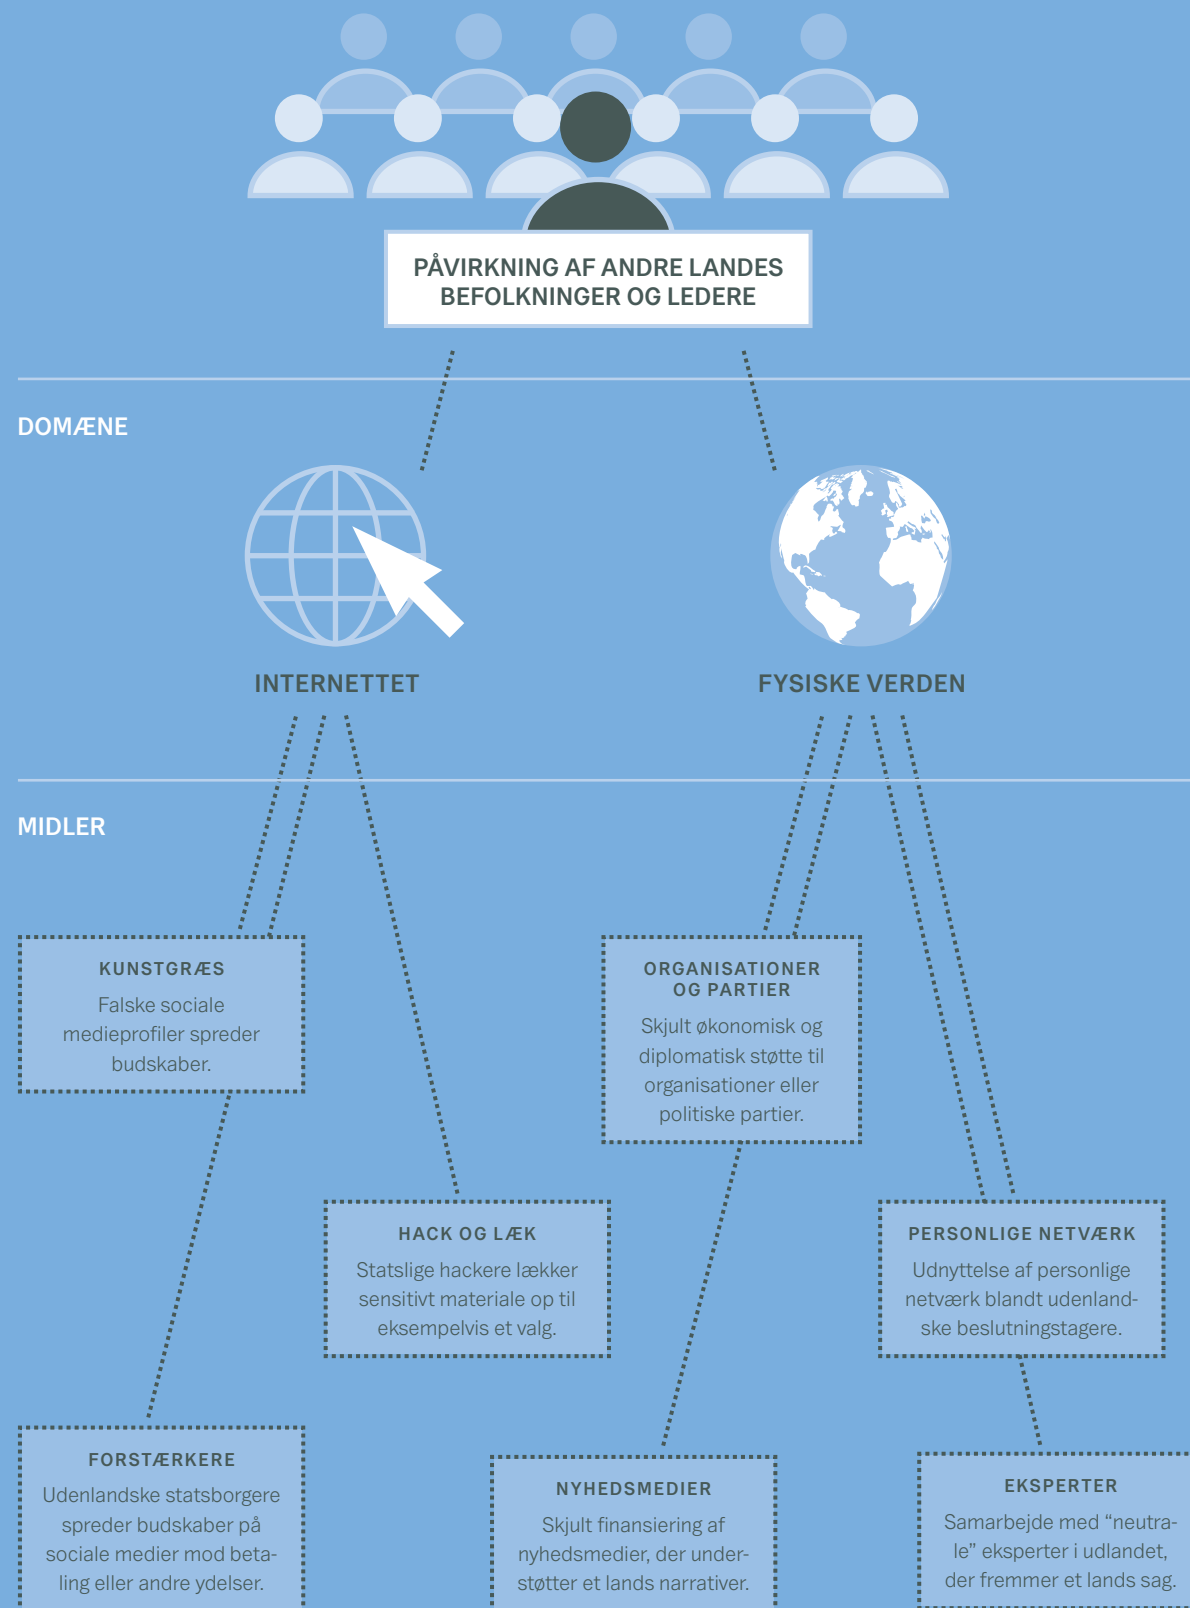 PÅVIRKNING AF ANDRE LANDES
BEFOLKNINGER OG LEDERE
DOMÆNE
INTERNETTET
FYSISKE VERDEN
MIDLER
KUNSTGRÆS
Falske sociale
medieprofiler spreder
budskaber.
ORGANISATIONER
OG PARTIER
Skjult økonomisk og
diplomatisk støtte til
organisationer eller
politiske partier.
HACK OG LÆK
Statslige hackere lækker
sensitivt materiale op til
eksempelvis et valg.
PERSONLIGE NETVÆRK
Udnyttelse af personlige
netværk blandt udenland-
ske beslutningstagere.
FORSTÆRKERE
Udenlandske statsborgere
spreder budskaber på
sociale medier mod beta-
ling eller andre ydelser.
NYHEDSMEDIER
Skjult finansiering af
nyhedsmedier, der under-
støtter et lands narrativer.
EKSPERTER
Samarbejde med “neutra-
le” eksperter i udlandet,
der fremmer et lands sag.